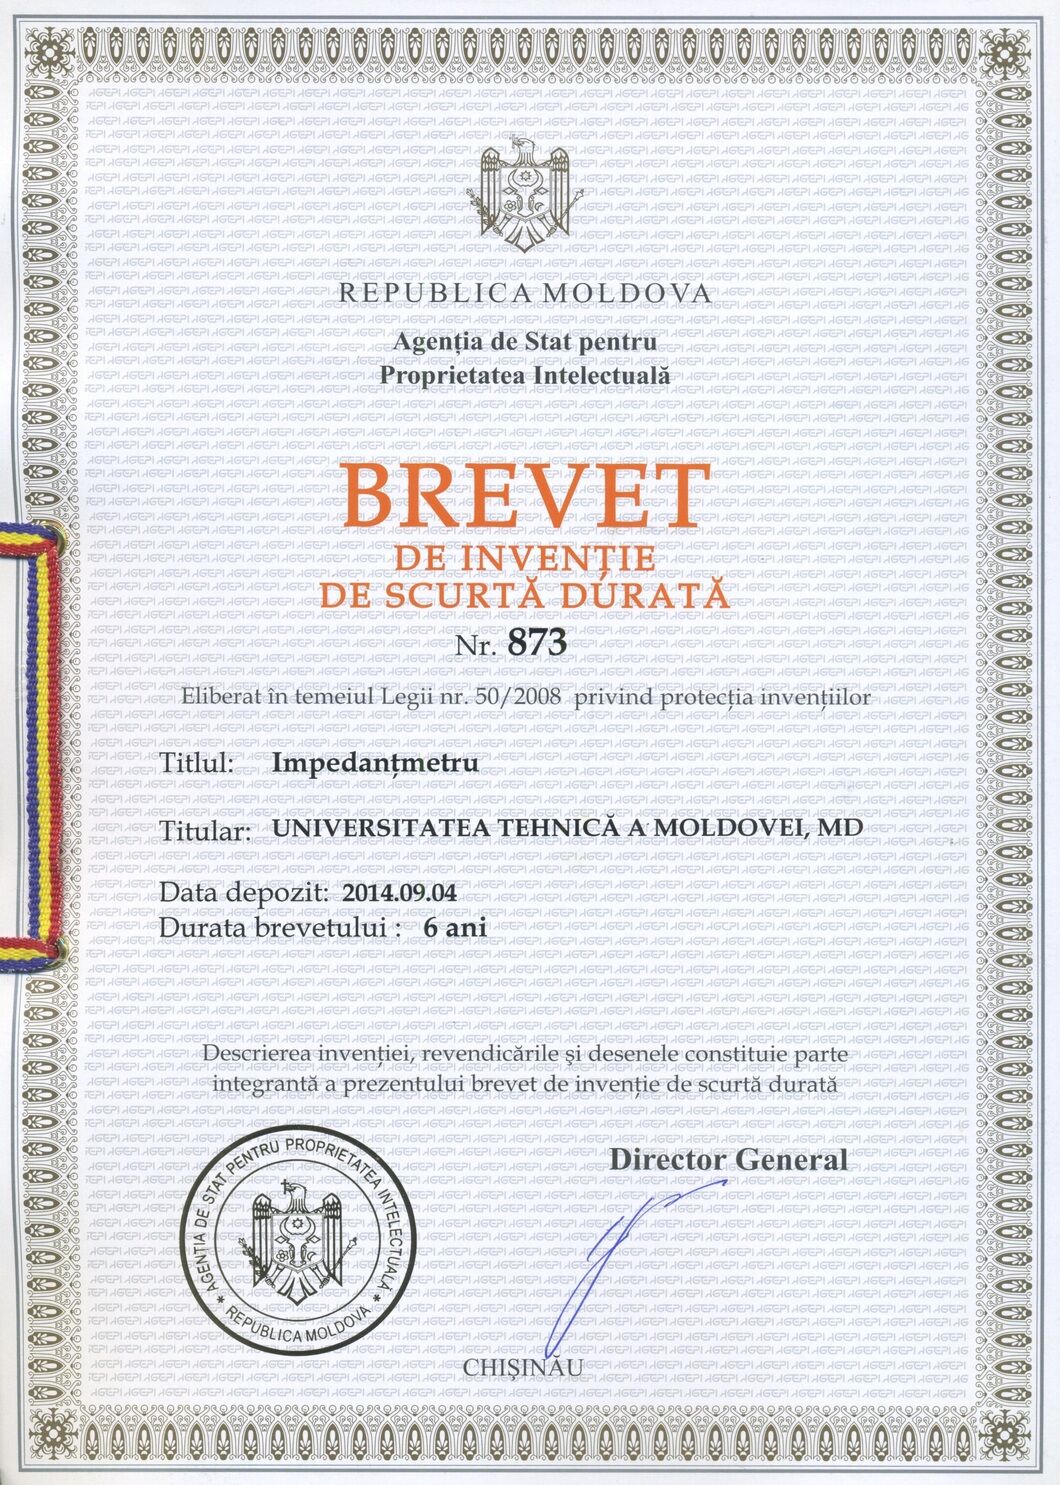 REPUBLICA MOLDOVA
Agenția de Stat pentru
Proprietatea Intelectuală
BREVET
DE INVENȚIE
DE SCURTĂ DURATĂ
Nr. 873
Eliberat în temeiul Legii nr. 50/2008 privind protecția invențiilor
Titlul: Impedanțmetru
Titular: UNIVERSITATEA TEHNICĂ A MOLDOVEI, MD
Data depozit: 2014.09.04
Durata brevetului : 6 ani
Descrierea invenției, revendicările şi desenele constituie parte
integrantă a prezentului brevet de invenție de scurtă durată
AGENȚIA DE STAT PENTRU PROPRIETATEA INTELECTUALĂ
* REPUBLICA MOLDOVA *
Director General
CHIŞINĂU